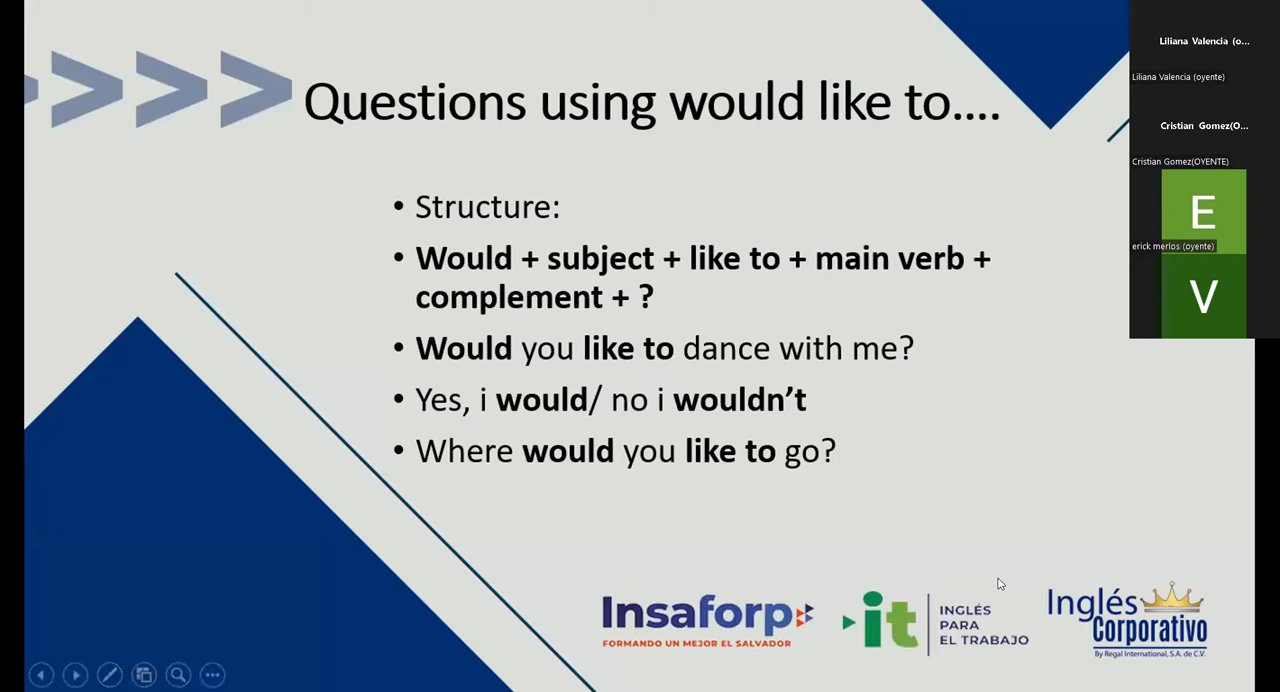 Questions using would like to....
• Structure:
• Would + subject + like to + main verb +
complement + ?
• Would you like to dance with me?
• Yes, i would/ no i wouldn’t
• Where would you like to go?
Insaforp
FORMANDO UN MEJOR EL SALVADOR
it
INGLÉS
PARA
EL TRABAJO
Inglés
Corporativo
By Regal International, S.A. de C.V.
Liliana Valencia (o...
Liliana Valencia (oyente)
Cristian Gomez(O...
Cristian Gomez(OYENTE)
E
erick merlos (oyente)
V